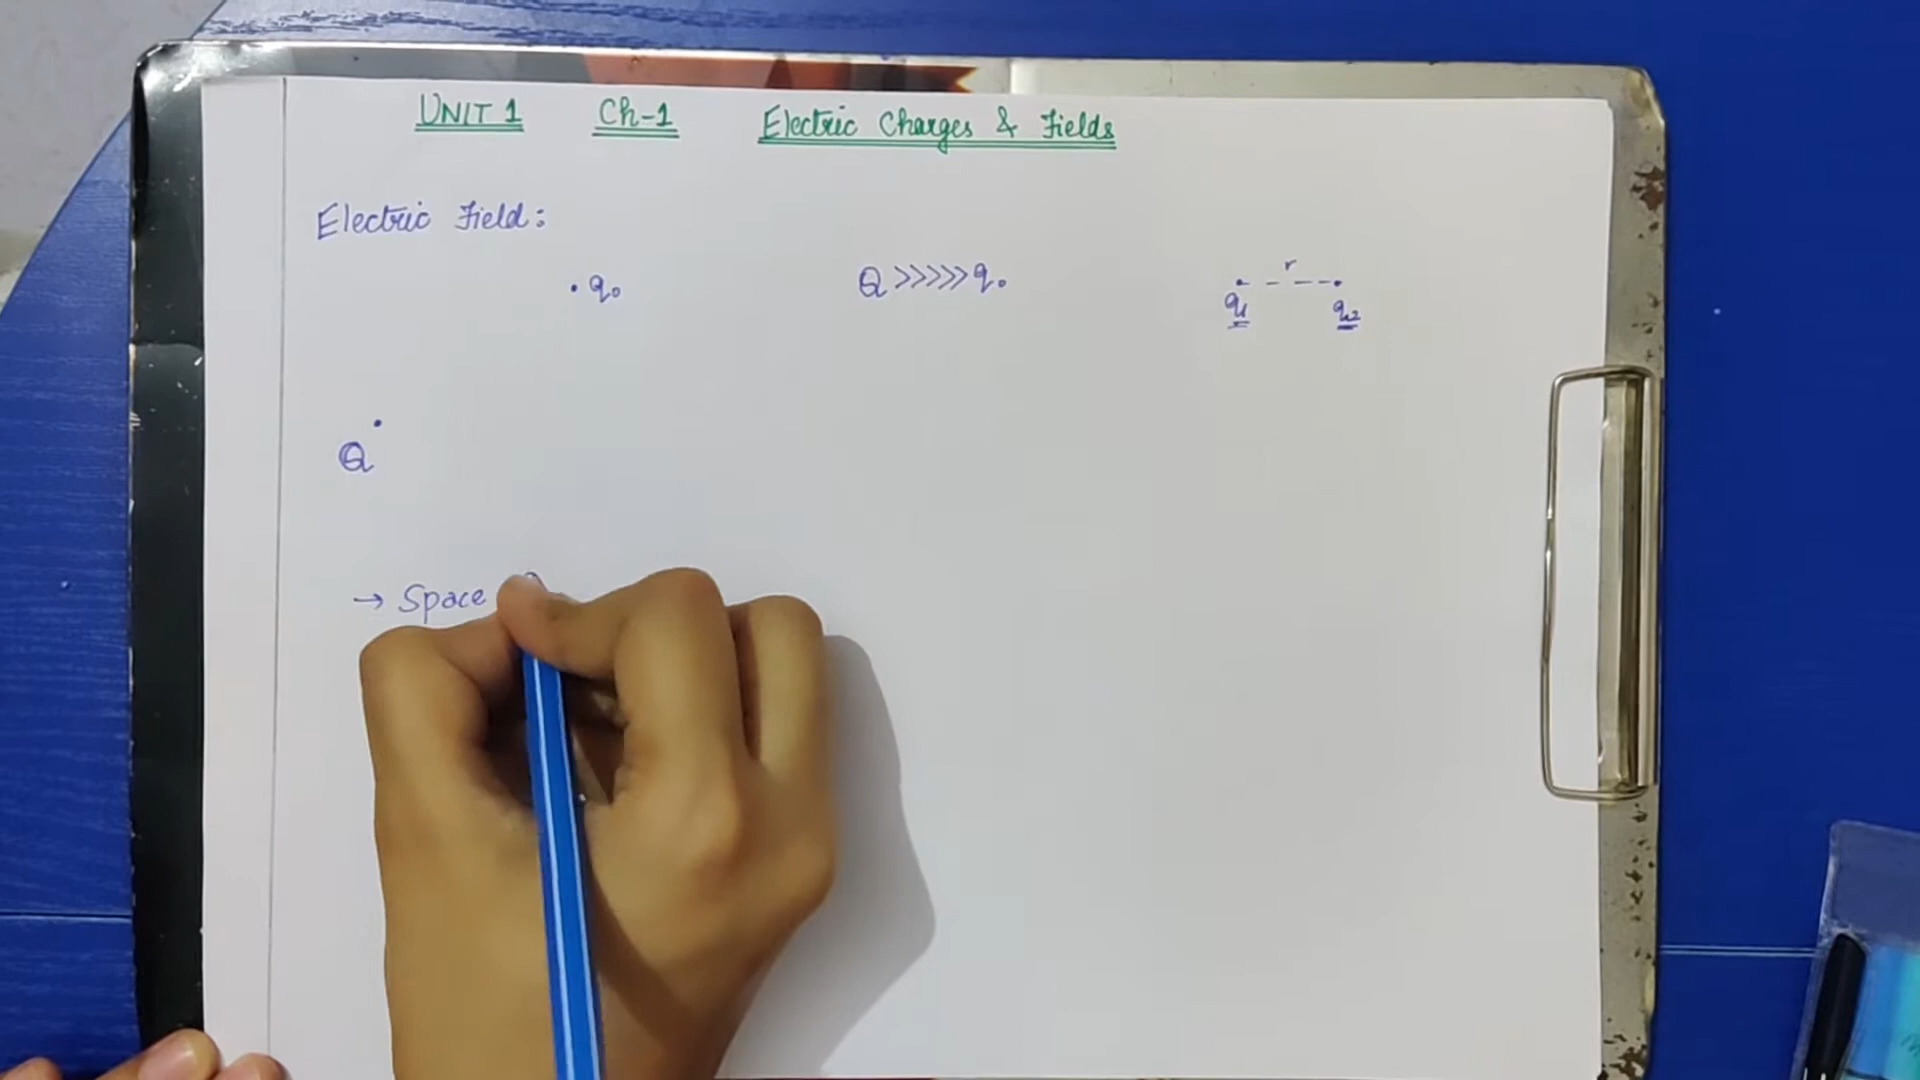 UNIT 1 Ch-1 Electric Charges & Fields
Electric Field:
. q₀ Q >>>>> q₀ r
q₁ q₂
Q
→ Space